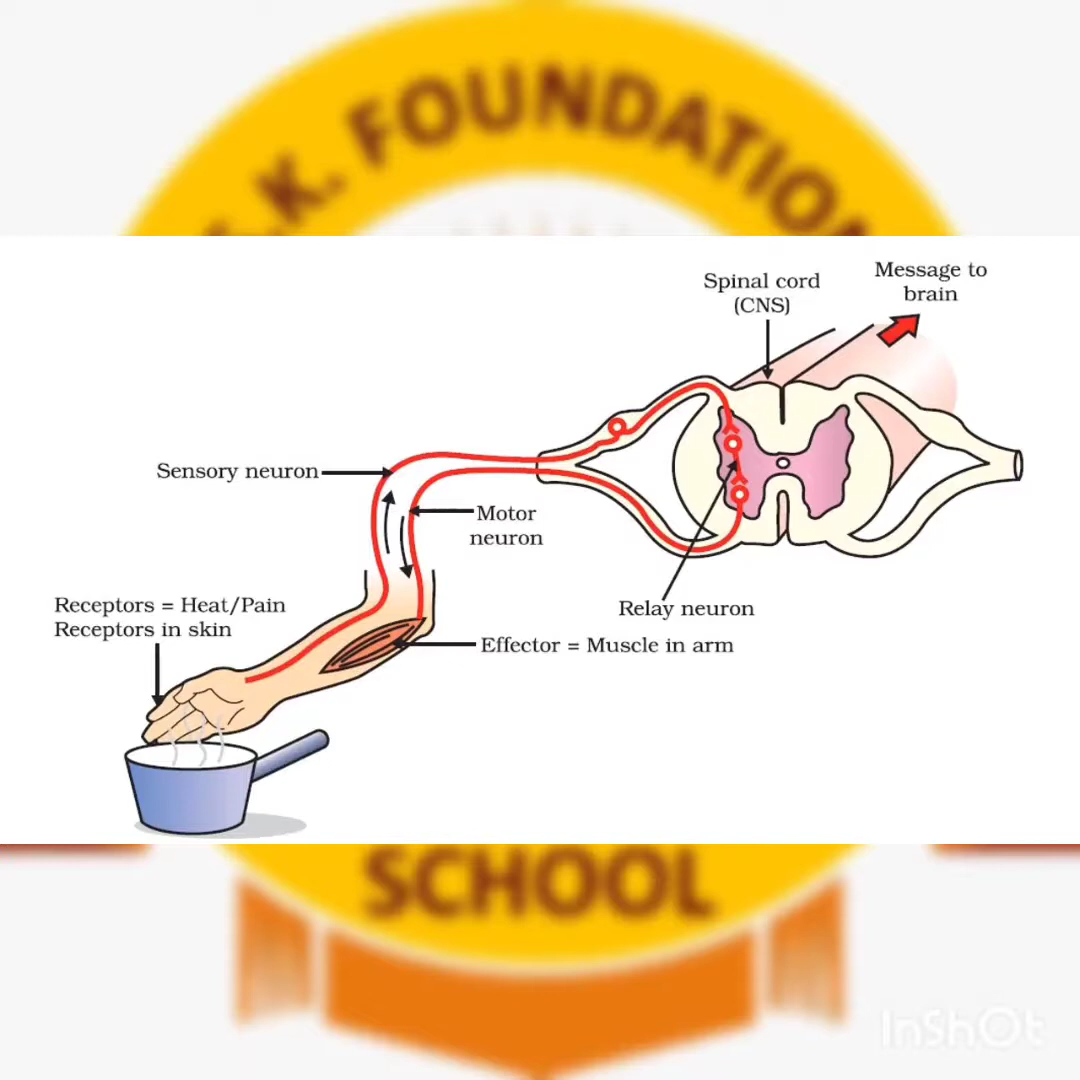 FOUNDATION
Spinal cord
(CNS)
Message to
brain
Sensory neuron
Motor
neuron
Receptors = Heat/Pain
Receptors in skin
Relay neuron
Effector = Muscle in arm
SCHOOL
InShOt